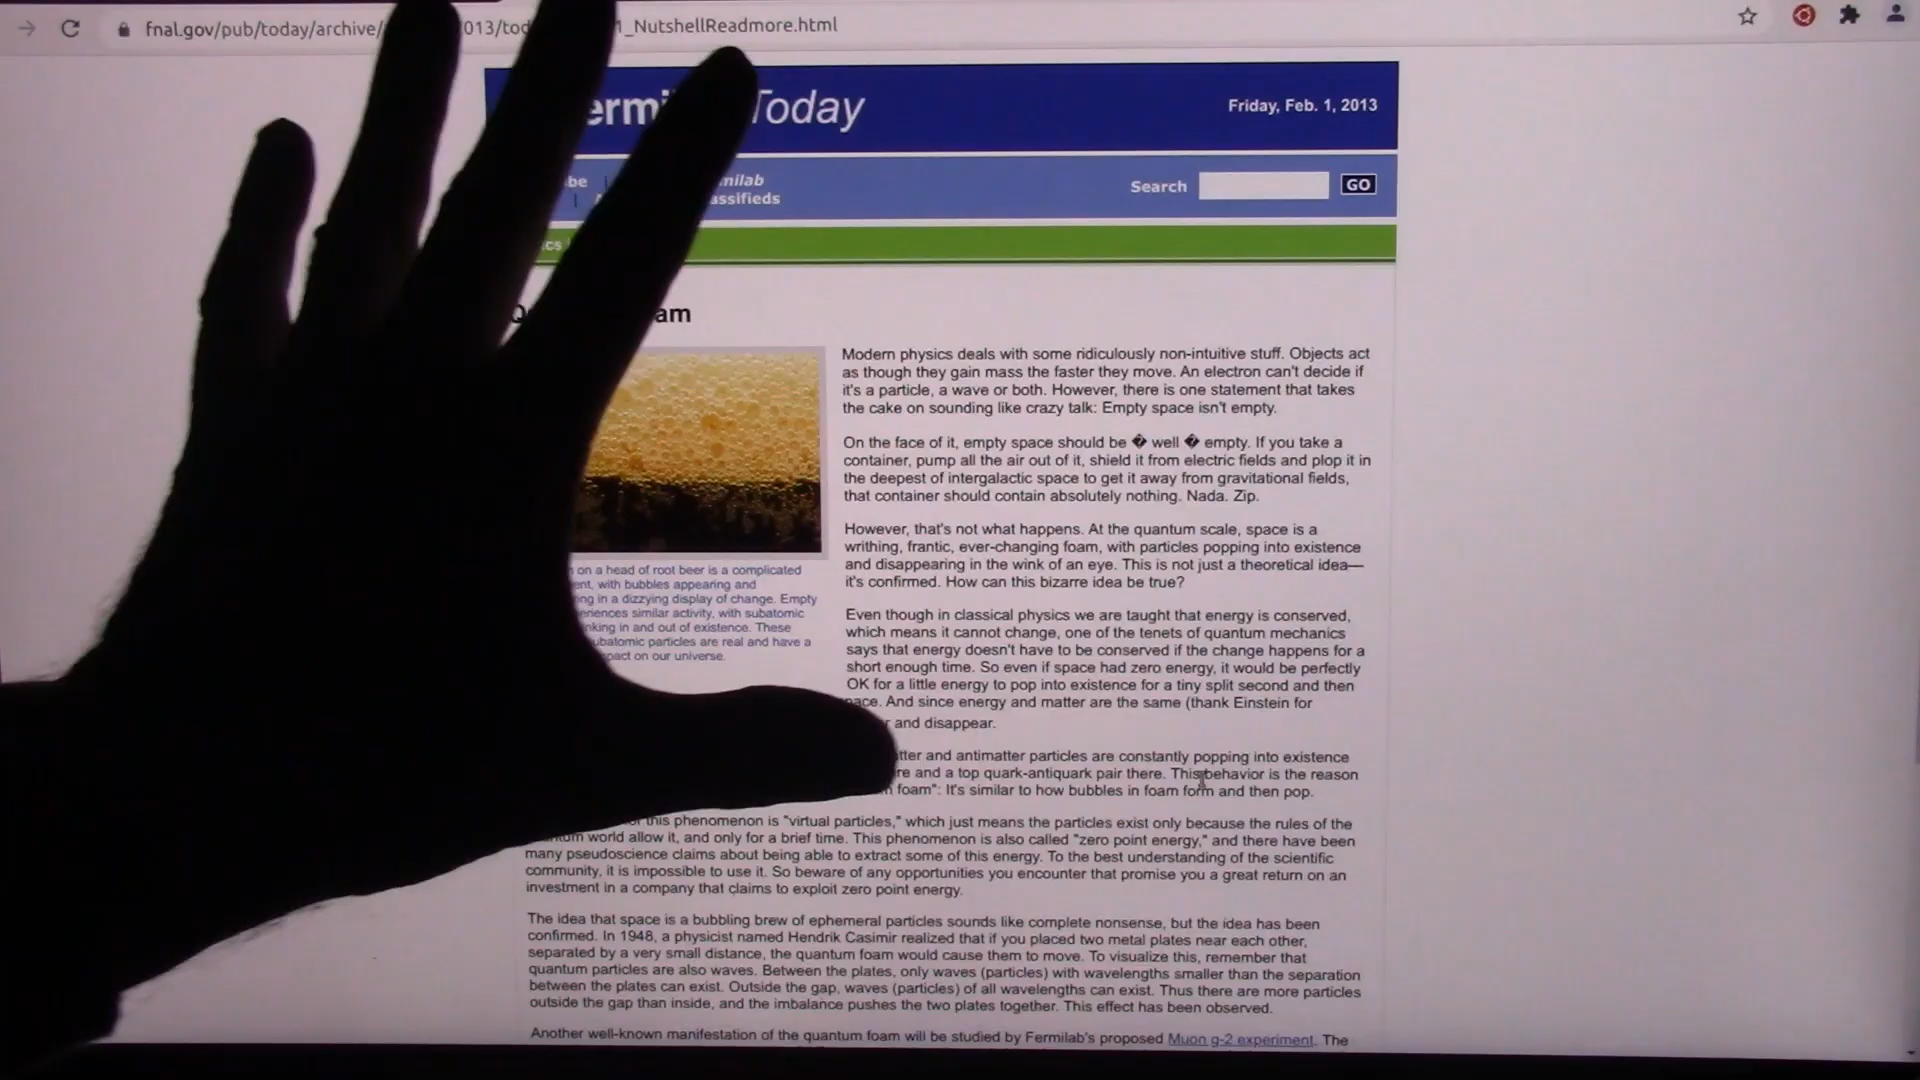 fnal.gov/pub/today/archive/ 013/tod 1_NutshellReadmore.html
ermi Today
Friday, Feb. 1, 2013
be | milab
| assifieds
Search GO
cs |
Q am
Modern physics deals with some ridiculously non-intuitive stuff. Objects act
as though they gain mass the faster they move. An electron can't decide if
it's a particle, a wave or both. However, there is one statement that takes
the cake on sounding like crazy talk: Empty space isn't empty.
On the face of it, empty space should be � well � empty. If you take a
container, pump all the air out of it, shield it from electric fields and plop it in
the deepest of intergalactic space to get it away from gravitational fields,
that container should contain absolutely nothing. Nada. Zip.
However, that's not what happens. At the quantum scale, space is a
writhing, frantic, ever-changing foam, with particles popping into existence
and disappearing in the wink of an eye. This is not just a theoretical idea—
it's confirmed. How can this bizarre idea be true?
Even though in classical physics we are taught that energy is conserved,
which means it cannot change, one of the tenets of quantum mechanics
says that energy doesn't have to be conserved if the change happens for a
short enough time. So even if space had zero energy, it would be perfectly
OK for a little energy to pop into existence for a tiny split second and then
. And since energy and matter are the same (thank Einstein for
and disappear.
on a head of root beer is a complicated
ent, with bubbles appearing and
ng in a dizzying display of change. Empty
eriences similar activity, with subatomic
nking in and out of existence. These
ubatomic particles are real and have a
pact on our universe.
tter and antimatter particles are constantly popping into existence
re and a top quark-antiquark pair there. This behavior is the reason
foam": It's similar to how bubbles in foam form and then pop.
this phenomenon is "virtual particles," which just means the particles exist only because the rules of the
world allow it, and only for a brief time. This phenomenon is also called "zero point energy," and there have been
many pseudoscience claims about being able to extract some of this energy. To the best understanding of the scientific
community, it is impossible to use it. So beware of any opportunities you encounter that promise you a great return on an
investment in a company that claims to exploit zero point energy.
The idea that space is a bubbling brew of ephemeral particles sounds like complete nonsense, but the idea has been
confirmed. In 1948, a physicist named Hendrik Casimir realized that if you placed two metal plates near each other,
separated by a very small distance, the quantum foam would cause them to move. To visualize this, remember that
quantum particles are also waves. Between the plates, only waves (particles) with wavelengths smaller than the separation
between the plates can exist. Outside the gap, waves (particles) of all wavelengths can exist. Thus there are more particles
outside the gap than inside, and the imbalance pushes the two plates together. This effect has been observed.
Another well-known manifestation of the quantum foam will be studied by Fermilab's proposed Muon g-2 experiment. The